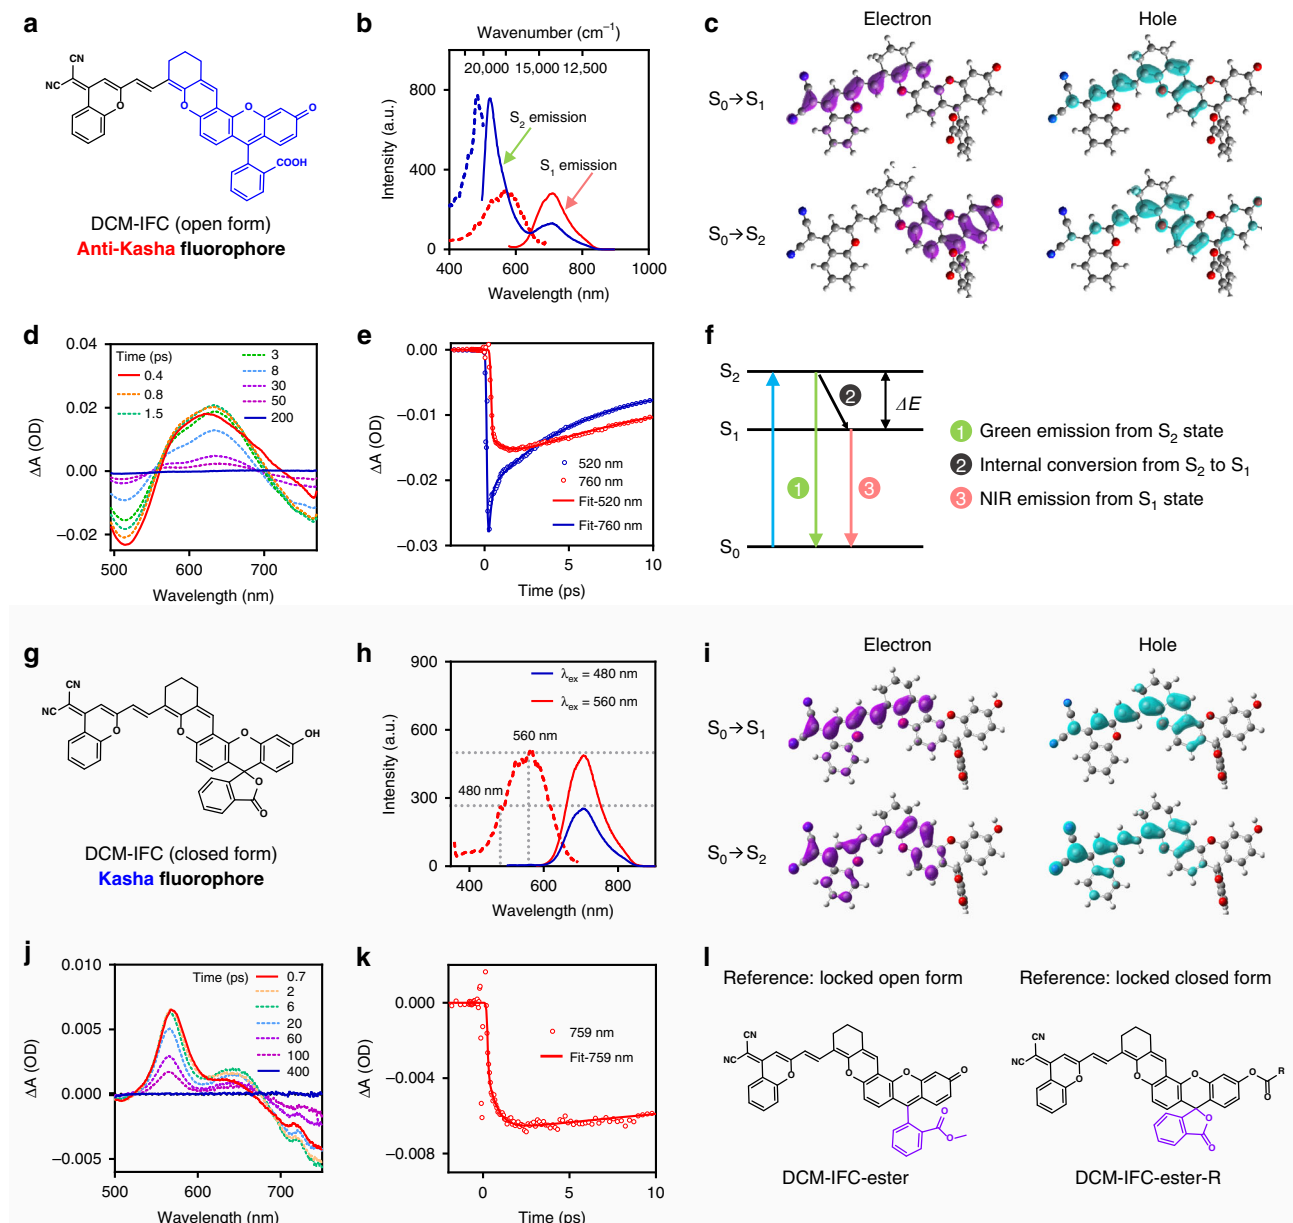 a
CN
NC
O
O
O
O
COOH
DCM-IFC (open form)
Anti-Kasha fluorophore
b
Wavenumber (cm⁻¹)
20,000 15,000 12,500
Intensity (a.u.)
800
400
0
S₂ emission
S₁ emission
400 600 800 1000
Wavelength (nm)
c
Electron Hole
S₀→S₁
S₀→S₂
d
ΔA (OD)
0.04
0.02
0.00
−0.02
Time (ps)
0.4
0.8
1.5
3
8
30
50
200
500 600 700
Wavelength (nm)
e
ΔA (OD)
0.00
−0.01
−0.02
−0.03
520 nm
760 nm
Fit-520 nm
Fit-760 nm
0 5 10
Time (ps)
f
S₂
S₁
S₀
ΔE
2
1
3
1 Green emission from S₂ state
2 Internal conversion from S₂ to S₁
3 NIR emission from S₁ state
g
CN
NC
O
O
O
OH
O
O
DCM-IFC (closed form)
Kasha fluorophore
h
Intensity (a.u.)
900
600
300
0
λex = 480 nm
λex = 560 nm
560 nm
480 nm
400 600 800
Wavelength (nm)
i
Electron Hole
S₀→S₁
S₀→S₂
j
ΔA (OD)
0.010
0.005
0.000
−0.005
Time (ps)
0.7
2
6
20
60
100
400
500 600 700
Wavelength (nm)
k
ΔA (OD)
0.000
−0.004
−0.008
759 nm
Fit-759 nm
0 5 10
Time (ps)
l
Reference: locked open form
CN
NC
O
O
O
O
O
O
DCM-IFC-ester
Reference: locked closed form
CN
NC
O
O
O
O
R
O
O
O
DCM-IFC-ester-R